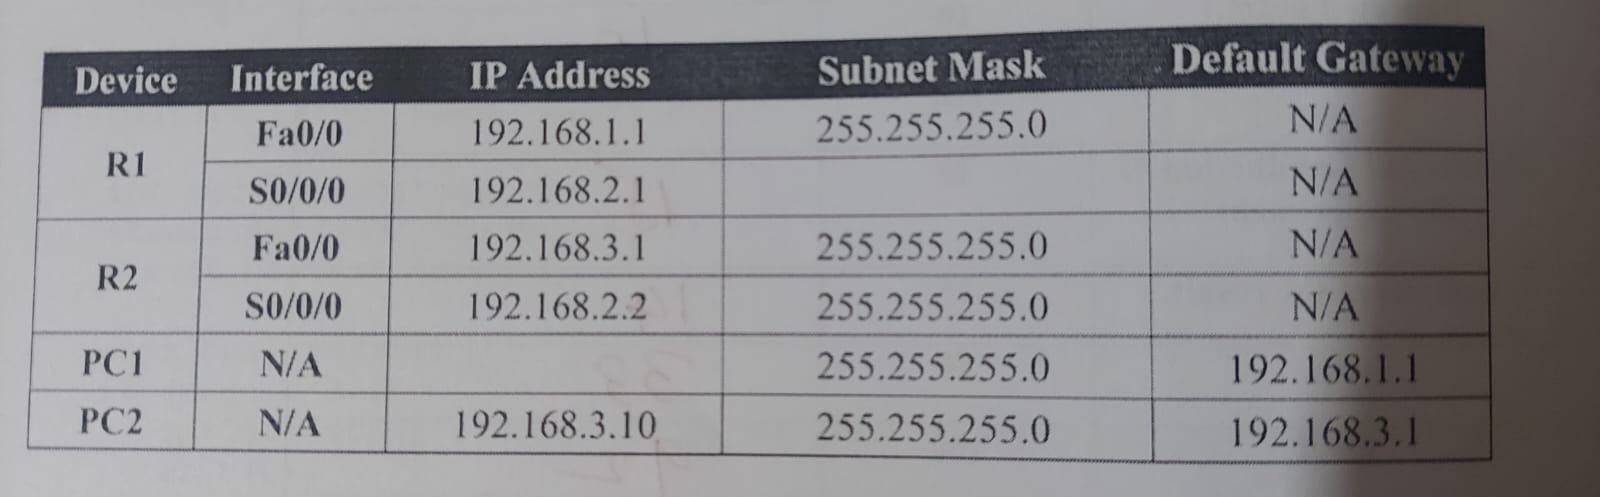 Device Interface IP Address Subnet Mask Default Gateway
R1 Fa0/0 192.168.1.1 255.255.255.0 N/A
S0/0/0 192.168.2.1 N/A
R2 Fa0/0 192.168.3.1 255.255.255.0 N/A
S0/0/0 192.168.2.2 255.255.255.0 N/A
PC1 N/A 255.255.255.0 192.168.1.1
PC2 N/A 192.168.3.10 255.255.255.0 192.168.3.1